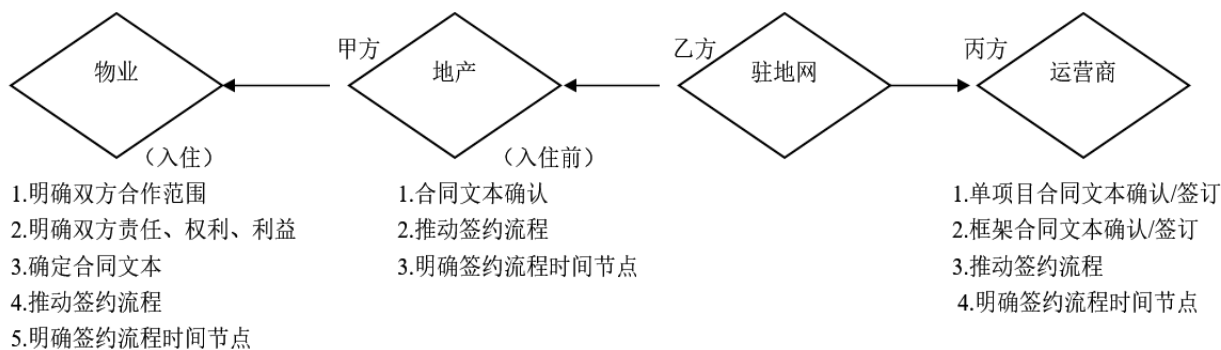 甲方
乙方
丙方
物业
地产
驻地网
运营商
（入住）
（入住前）
1.明确双方合作范围
2.明确双方责任、权利、利益
3.确定合同文本
4.推动签约流程
5.明确签约流程时间节点
1.合同文本确认
2.推动签约流程
3.明确签约流程时间节点
1.单项目合同文本确认/签订
2.框架合同文本确认/签订
3.推动签约流程
4.明确签约流程时间节点